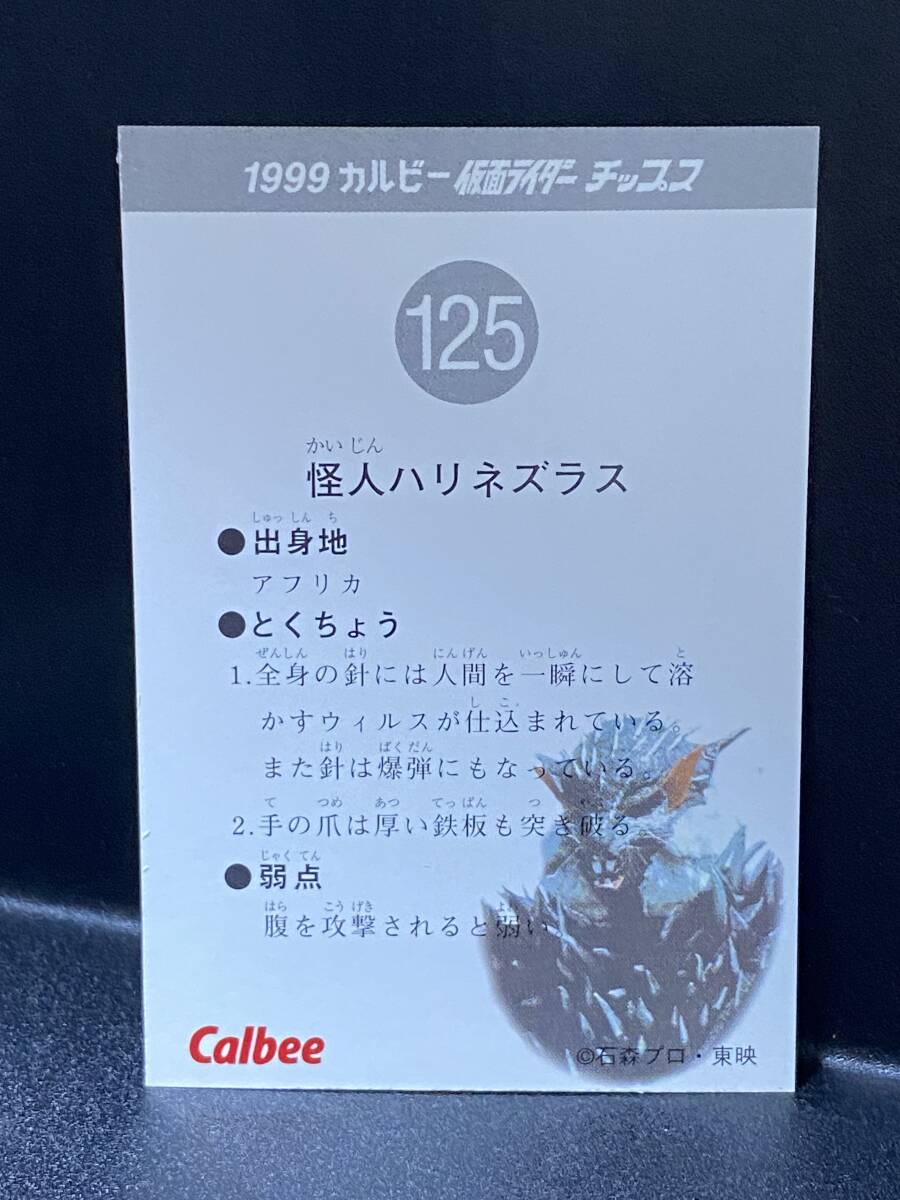 1999 カルビー 仮面ライダー チップス
125
かいじん
怪人ハリネズラス
しゅっしんち
●出身地
アフリカ
●とくちょう
ぜんしん はり にんげん いっしゅん と
1.全身の針には人間を一瞬にして溶
しこ
かすウィルスが仕込まれている。
はり ばくだん
また針は爆弾にもなっている。
て つめ あつ てっぱん つ やぶ
2.手の爪は厚い鉄板も突き破る。
じゃくてん
●弱点
はら こうげき よわ
腹を攻撃されると弱い。
Calbee
©石森プロ・東映